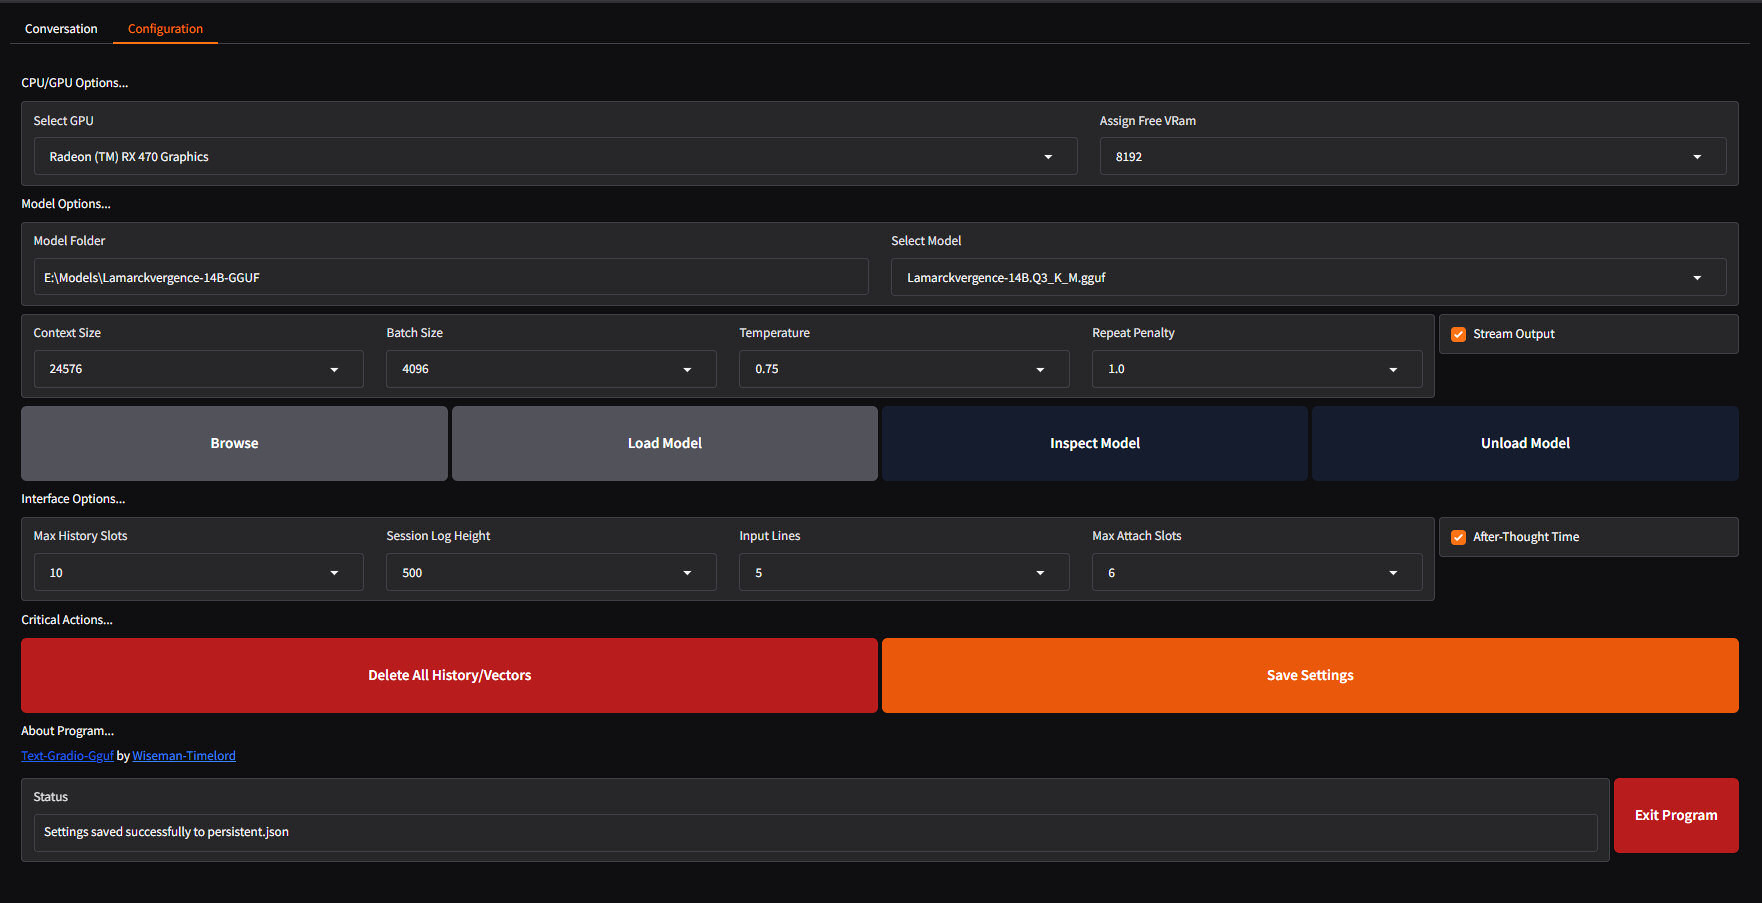 Conversation Configuration
CPU/GPU Options...
Select GPU Assign Free VRam
Radeon (TM) RX 470 Graphics 8192
Model Options...
Model Folder Select Model
E:\Models\Lamarckvergence-14B-GGUF Lamarckvergence-14B.Q3_K_M.gguf
Context Size Batch Size Temperature Repeat Penalty Stream Output
24576 4096 0.75 1.0
Browse Load Model Inspect Model Unload Model
Interface Options...
Max History Slots Session Log Height Input Lines Max Attach Slots After-Thought Time
10 500 5 6
Critical Actions...
Delete All History/Vectors Save Settings
About Program...
Text-Gradio-Gguf by Wiseman-Timelord
Status
Settings saved successfully to persistent.json
Exit Program